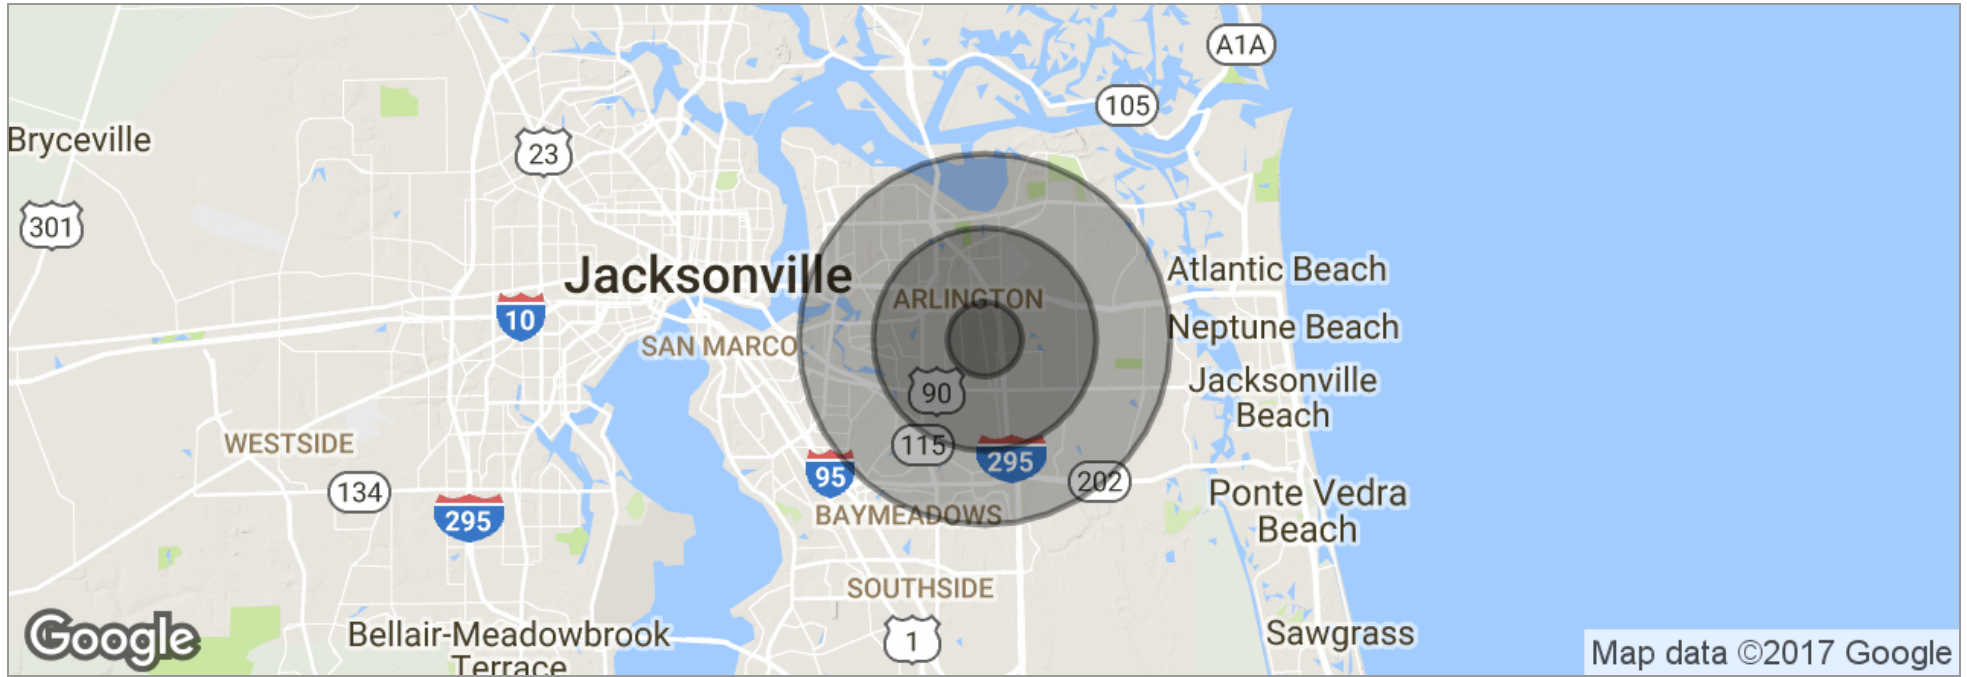 A1A
105
Bryceville
23
301
Jacksonville
Atlantic Beach
ARLINGTON
10
Neptune Beach
SAN MARCO
Jacksonville
Beach
90
WESTSIDE
115
295
95
202
134
Ponte Vedra
Beach
295
BAYMEADOWS
SOUTHSIDE
Google
Bellair-Meadowbrook
Terrace
1
Sawgrass
Map data ©2017 Google